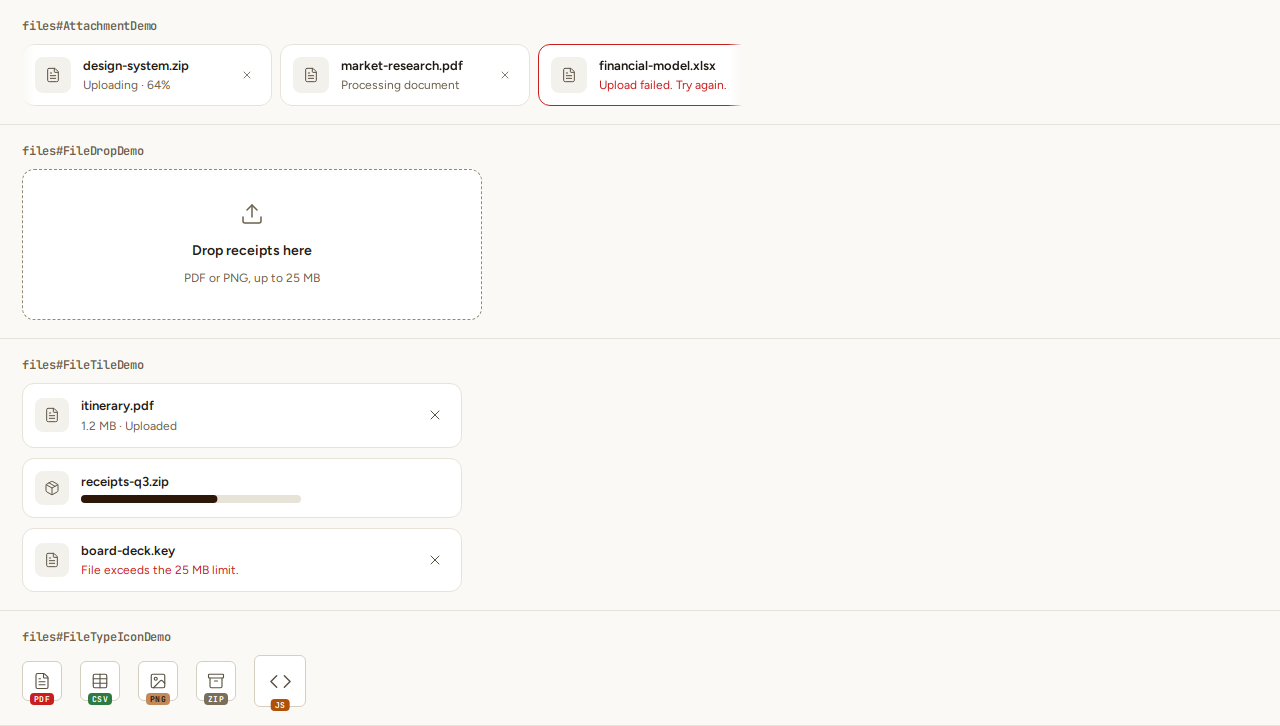 files#AttachmentDemo
design-system.zip
Uploading · 64%
market-research.pdf
Processing document
financial-model.xlsx
Upload failed. Try again.
files#FileDropDemo
Drop receipts here
PDF or PNG, up to 25 MB
files#FileTileDemo
itinerary.pdf
1.2 MB · Uploaded
receipts-q3.zip
board-deck.key
File exceeds the 25 MB limit.
files#FileTypeIconDemo
PDF
CSV
PNG
ZIP
JS